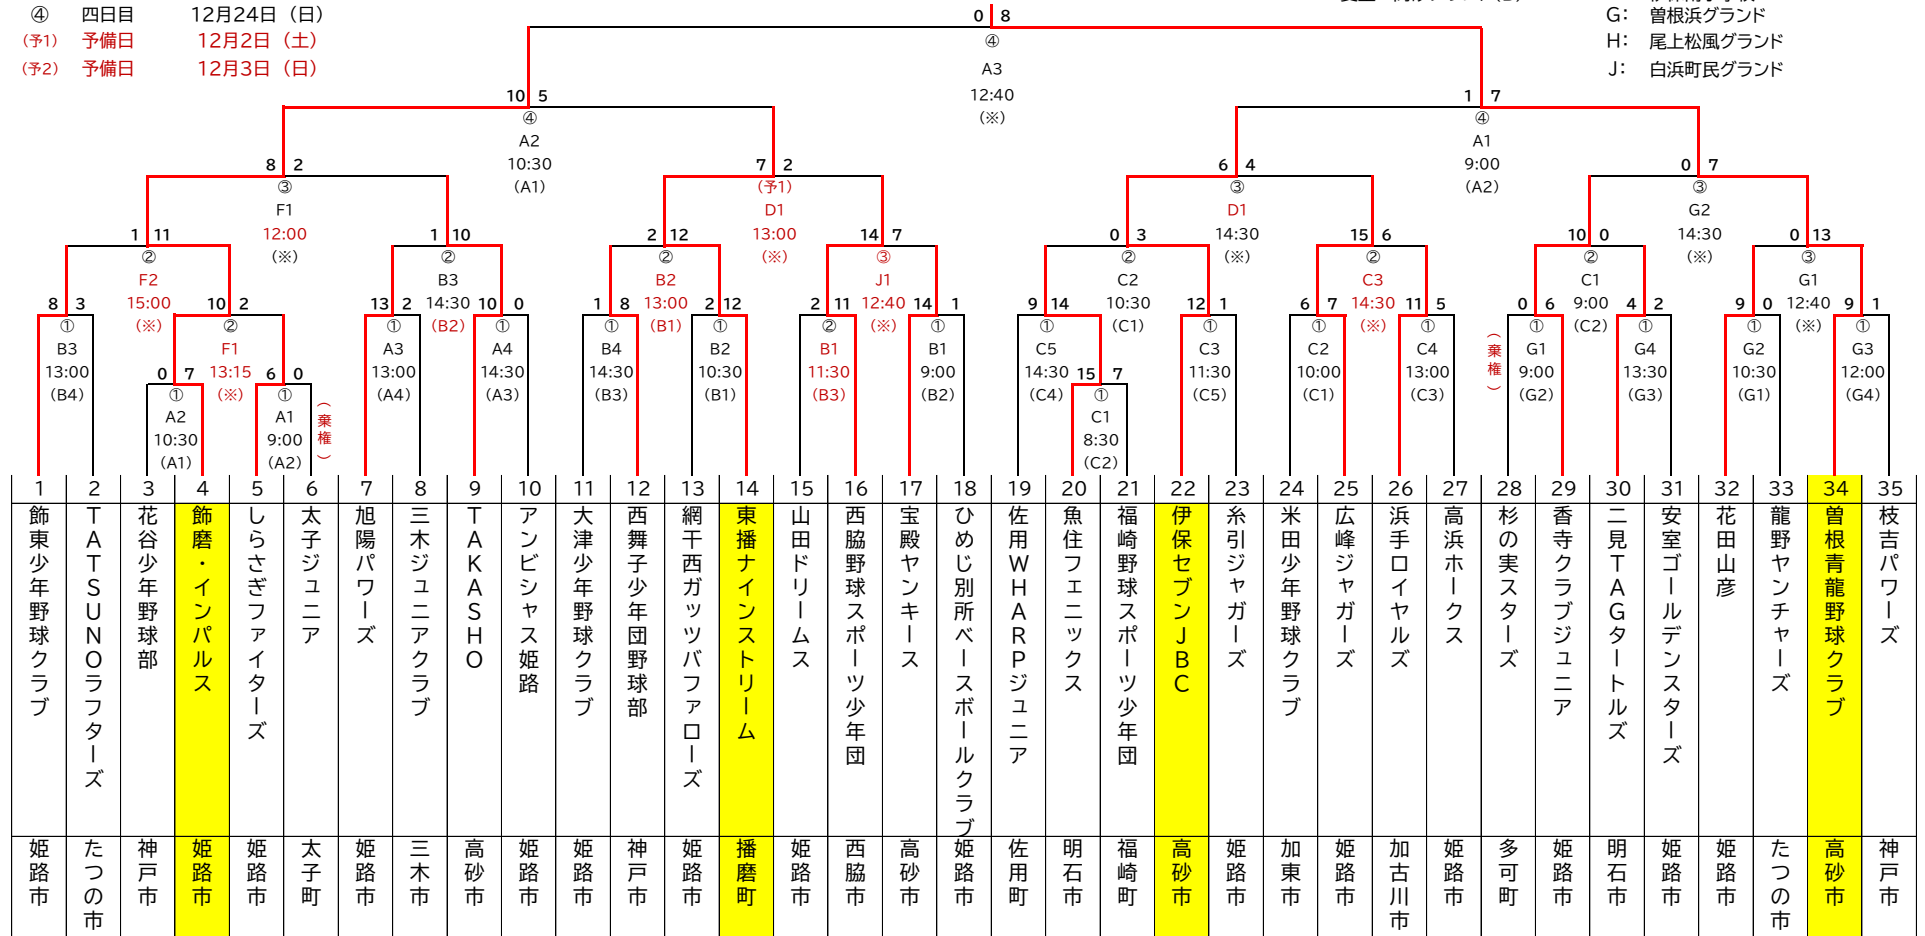 ④ 四日目 12月24日（日）
（予1） 予備日 12月2日（土）
（予2） 予備日 12月3日（日）
G： 曽根浜グランド
H： 尾上松風グランド
J： 白浜町民グランド
0 8
④
A3
12:40
（※）
10 5
④
A2
10:30
（A1）
1 7
④
A1
9:00
（A2）
8 2
③
F1
12:00
（※）
7 2
（予1）
D1
13:00
（※）
6 4
③
D1
14:30
（※）
0 7
③
G2
14:30
（※）
1 11
②
F2
15:00
（※）
1 10
②
B3
14:30
（B2）
2 12
②
B2
13:00
（B1）
14 7
③
J1
12:40
（※）
0 3
②
C2
10:30
（C1）
15 6
②
C3
14:30
（※）
10 0
②
C1
9:00
（C2）
0 13
③
G1
12:40
（※）
8 3
①
B3
13:00
（B4）
10 2
②
F1
13:15
（※）
13 2
①
A3
13:00
（A4）
10 0
①
A4
14:30
（A3）
1 8
①
B4
14:30
（B3）
2 12
①
B2
10:30
（B1）
2 11
②
B1
11:30
（B3）
14 1
①
B1
9:00
（B2）
9 14
①
C5
14:30
（C4）
12 1
①
C3
11:30
（C5）
6 7
①
C2
10:00
（C1）
11 5
①
C4
13:00
（C3）
（棄権）
0 6
①
G1
9:00
（G2）
4 2
①
G4
13:30
（G3）
9 0
①
G2
10:30
（G1）
9 1
①
G3
12:00
（G4）
0 7
①
A2
10:30
（A1）
6 0
①
A1
9:00
（A2）
（棄権）
15 7
①
C1
8:30
（C2）
1 飾東少年野球クラブ 姫路市
2 TATSUNOラフターズ たつの市
3 花谷少年野球部 神戸市
4 飾磨・インパルス 姫路市
5 しらさぎファイターズ 姫路市
6 太子ジュニア 太子町
7 旭陽パワーズ 姫路市
8 三木ジュニアクラブ 三木市
9 TAKASHO 高砂市
10 アンビシャス姫路 姫路市
11 大津少年野球クラブ 姫路市
12 西舞子少年団野球部 神戸市
13 網干西ガッツバファローズ 姫路市
14 東播ナインストリーム 播磨町
15 山田ドリームス 姫路市
16 西脇野球スポーツ少年団 西脇市
17 宝殿ヤンキース 高砂市
18 ひめじ別所ベースボールクラブ 姫路市
19 佐用WHARPジュニア 佐用町
20 魚住フェニックス 明石市
21 福崎野球スポーツ少年団 福崎町
22 伊保セブンJBC 高砂市
23 糸引ジャガーズ 姫路市
24 米田少年野球クラブ 加東市
25 広峰ジャガーズ 姫路市
26 浜手ロイヤルズ 加古川市
27 高浜ホークス 姫路市
28 杉の実スターズ 多可町
29 香寺クラブジュニア 姫路市
30 二見TAGタートルズ 明石市
31 安室ゴールデンスターズ 姫路市
32 花田山彦 姫路市
33 龍野ヤンチャーズ たつの市
34 曽根青龍野球クラブ 高砂市
35 枝吉パワーズ 神戸市